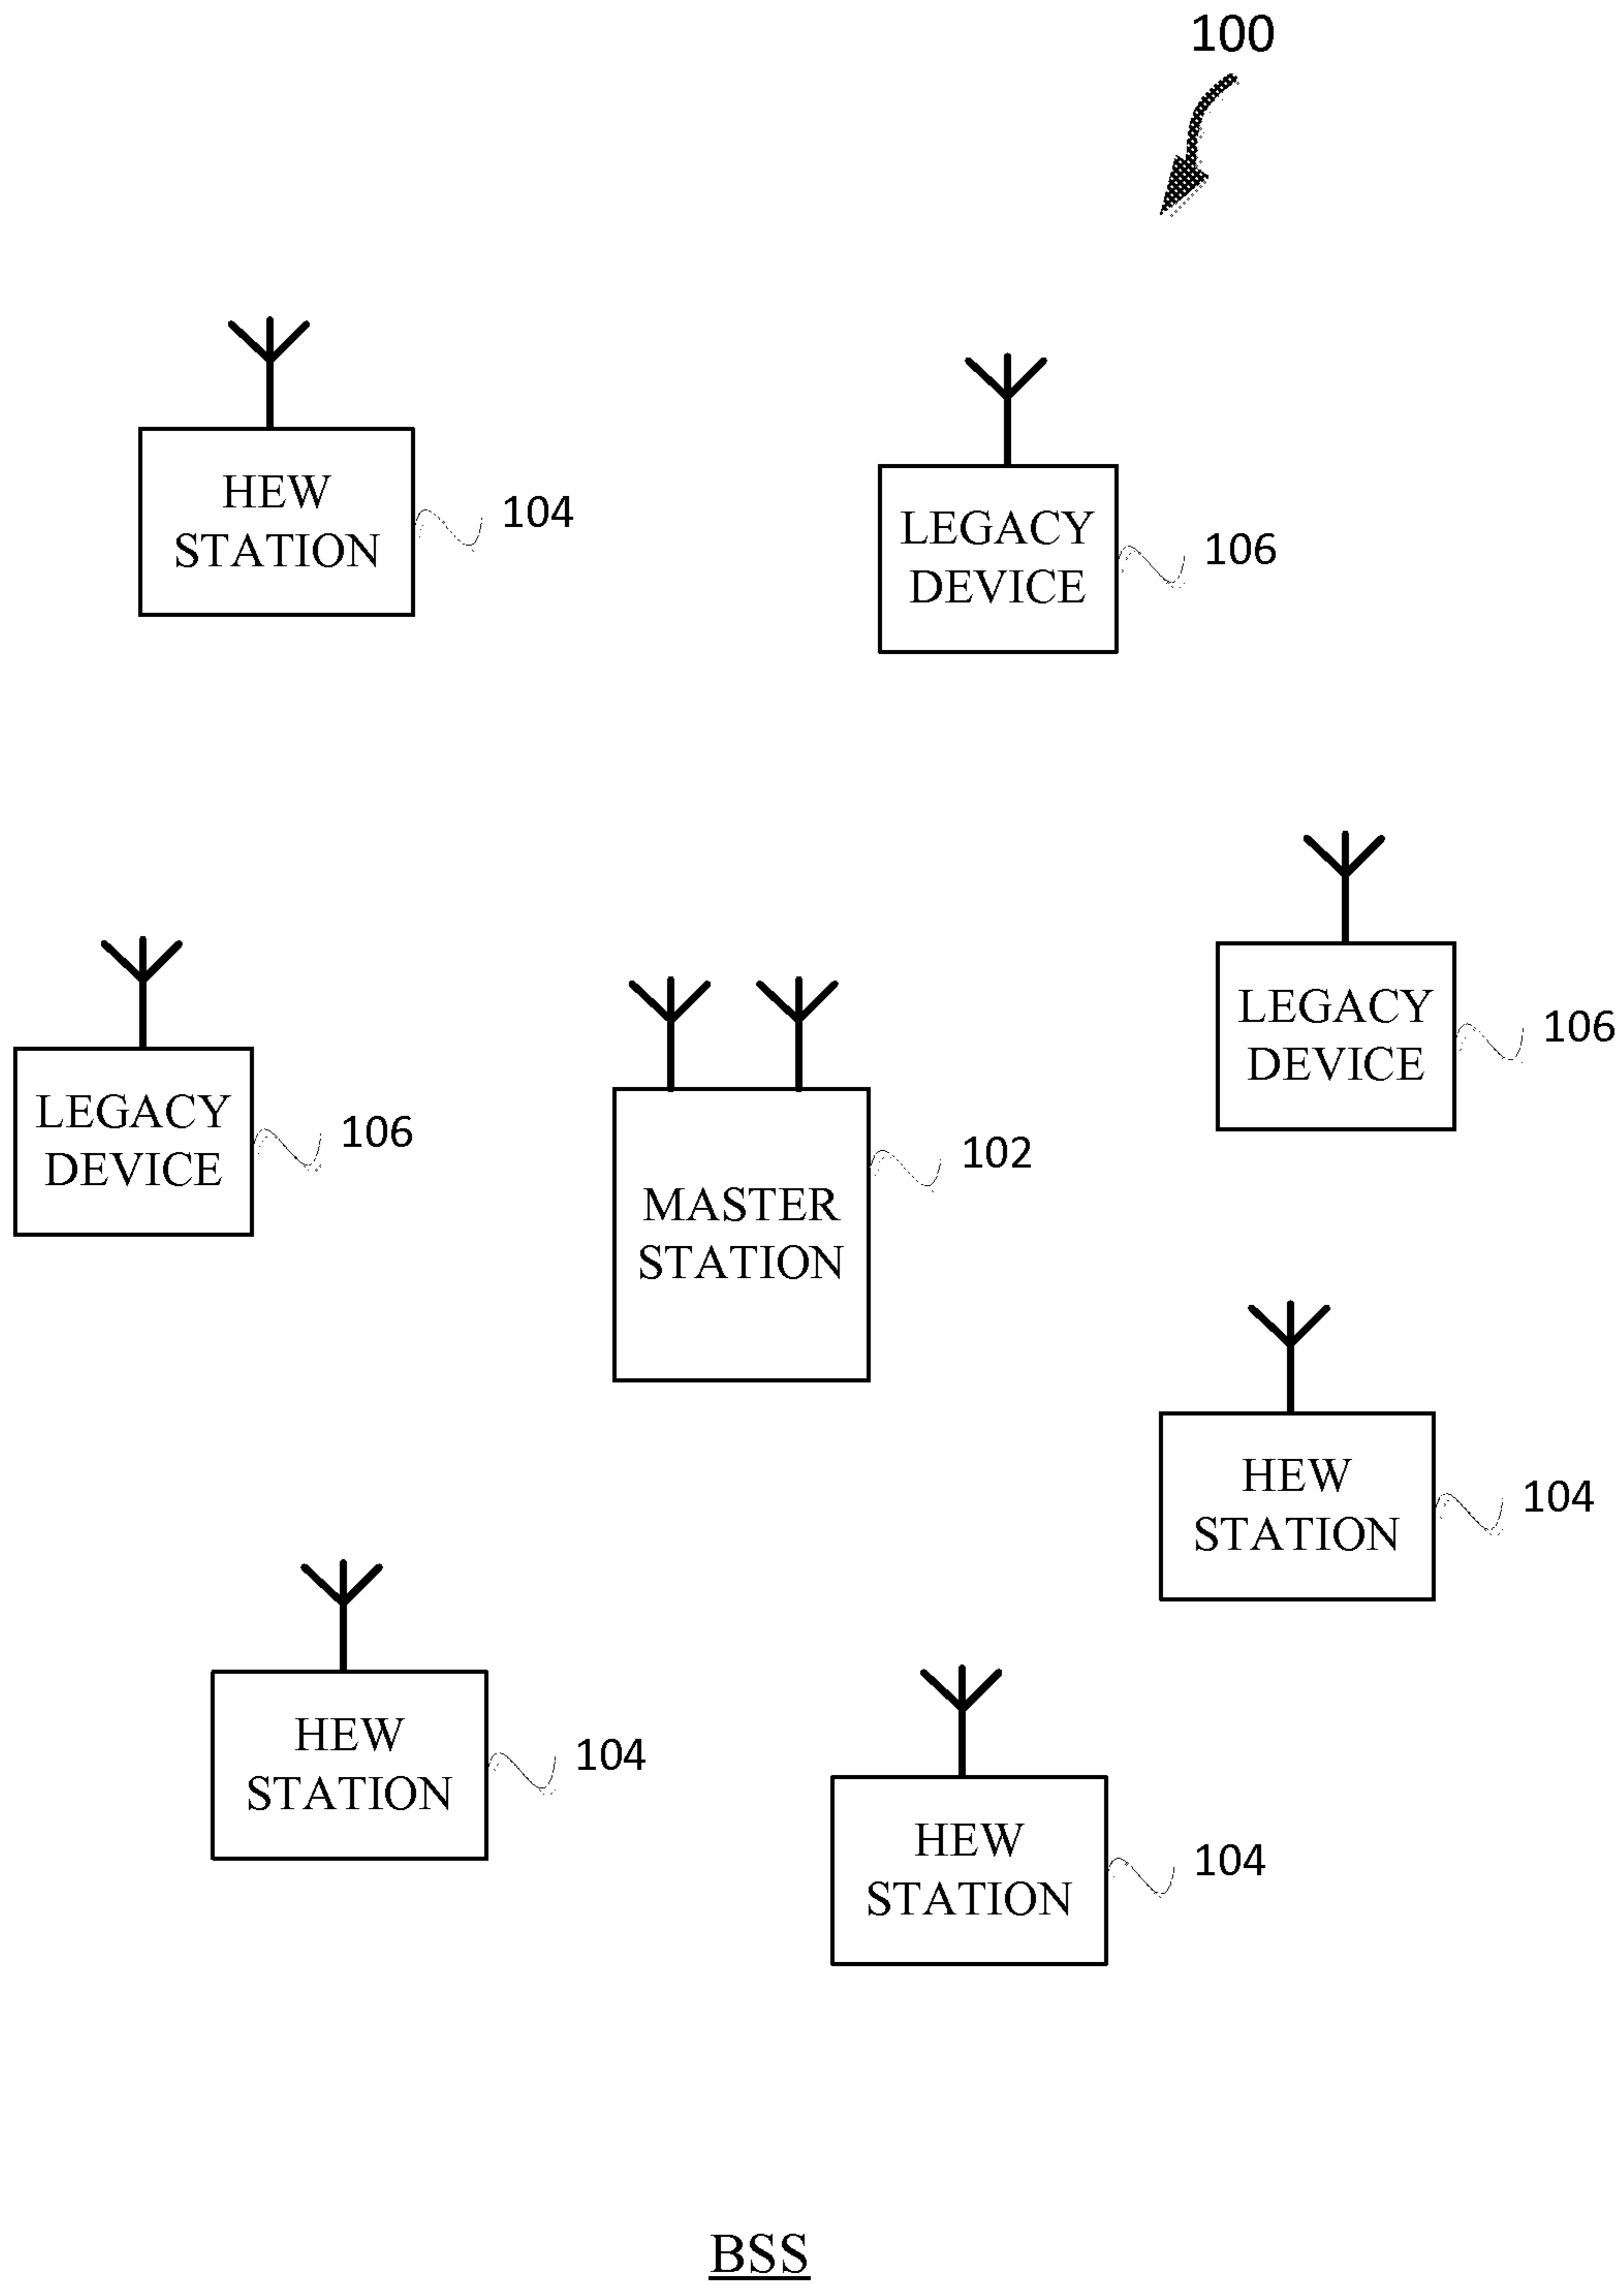 100
HEW
STATION
104
LEGACY
DEVICE
106
LEGACY
DEVICE
106
LEGACY
DEVICE
106
MASTER
STATION
102
HEW
STATION
104
HEW
STATION
104
HEW
STATION
104
BSS